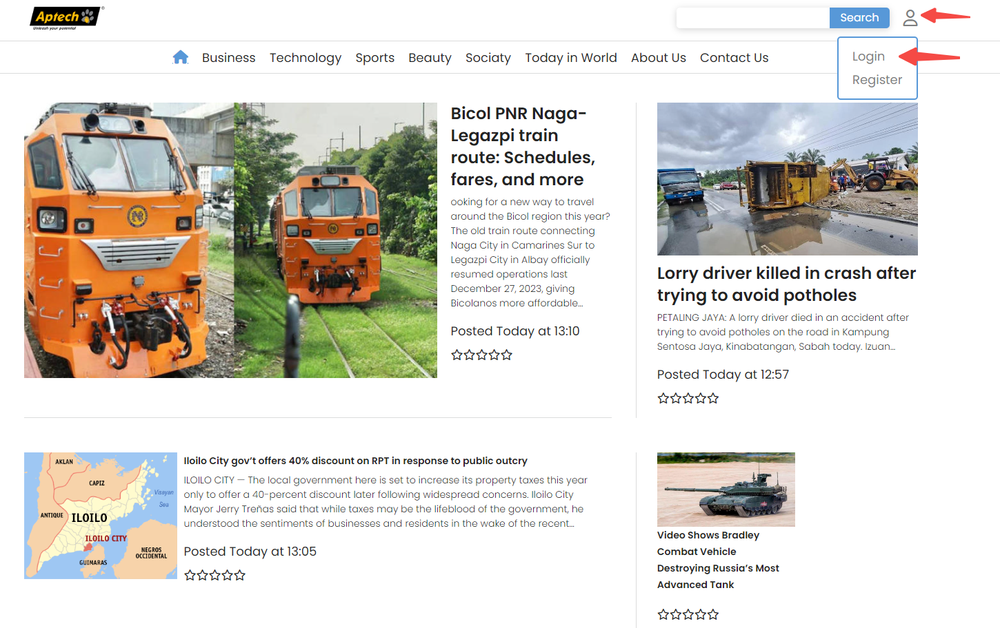 Aptech
®
Unleash your potential
Search
Login
Register
Business Technology Sports Beauty Sociaty Today in World About Us Contact Us
Bicol PNR Naga-
Legazpi train
route: Schedules,
fares, and more
ooking for a new way to travel
around the Bicol region this year?
The old train route connecting
Naga City in Camarines Sur to
Legazpi City in Albay officially
resumed operations last
December 27, 2023, giving
Bicolanos more affordable...
Posted Today at 13:10
Lorry driver killed in crash after
trying to avoid potholes
PETALING JAYA: A lorry driver died in an accident after
trying to avoid potholes on the road in Kampung
Sentosa Jaya, Kinabatangan, Sabah today. Izuan...
Posted Today at 12:57
AKLAN
CAPIZ
Visayan
Sea
ANTIQUE
ILOILO
ILOILO CITY
NEGROS
OCCIDENTAL
GUIMARAS
Iloilo City gov’t offers 40% discount on RPT in response to public outcry
ILOILO CITY — The local government here is set to increase its property taxes this year
only to offer a 40-percent discount later following widespread concerns. Iloilo City
Mayor Jerry Treñas said that while taxes may be the lifeblood of the government, he
understood the sentiments of businesses and residents in the wake of the recent...
Posted Today at 13:05
Video Shows Bradley
Combat Vehicle
Destroying Russia’s Most
Advanced Tank